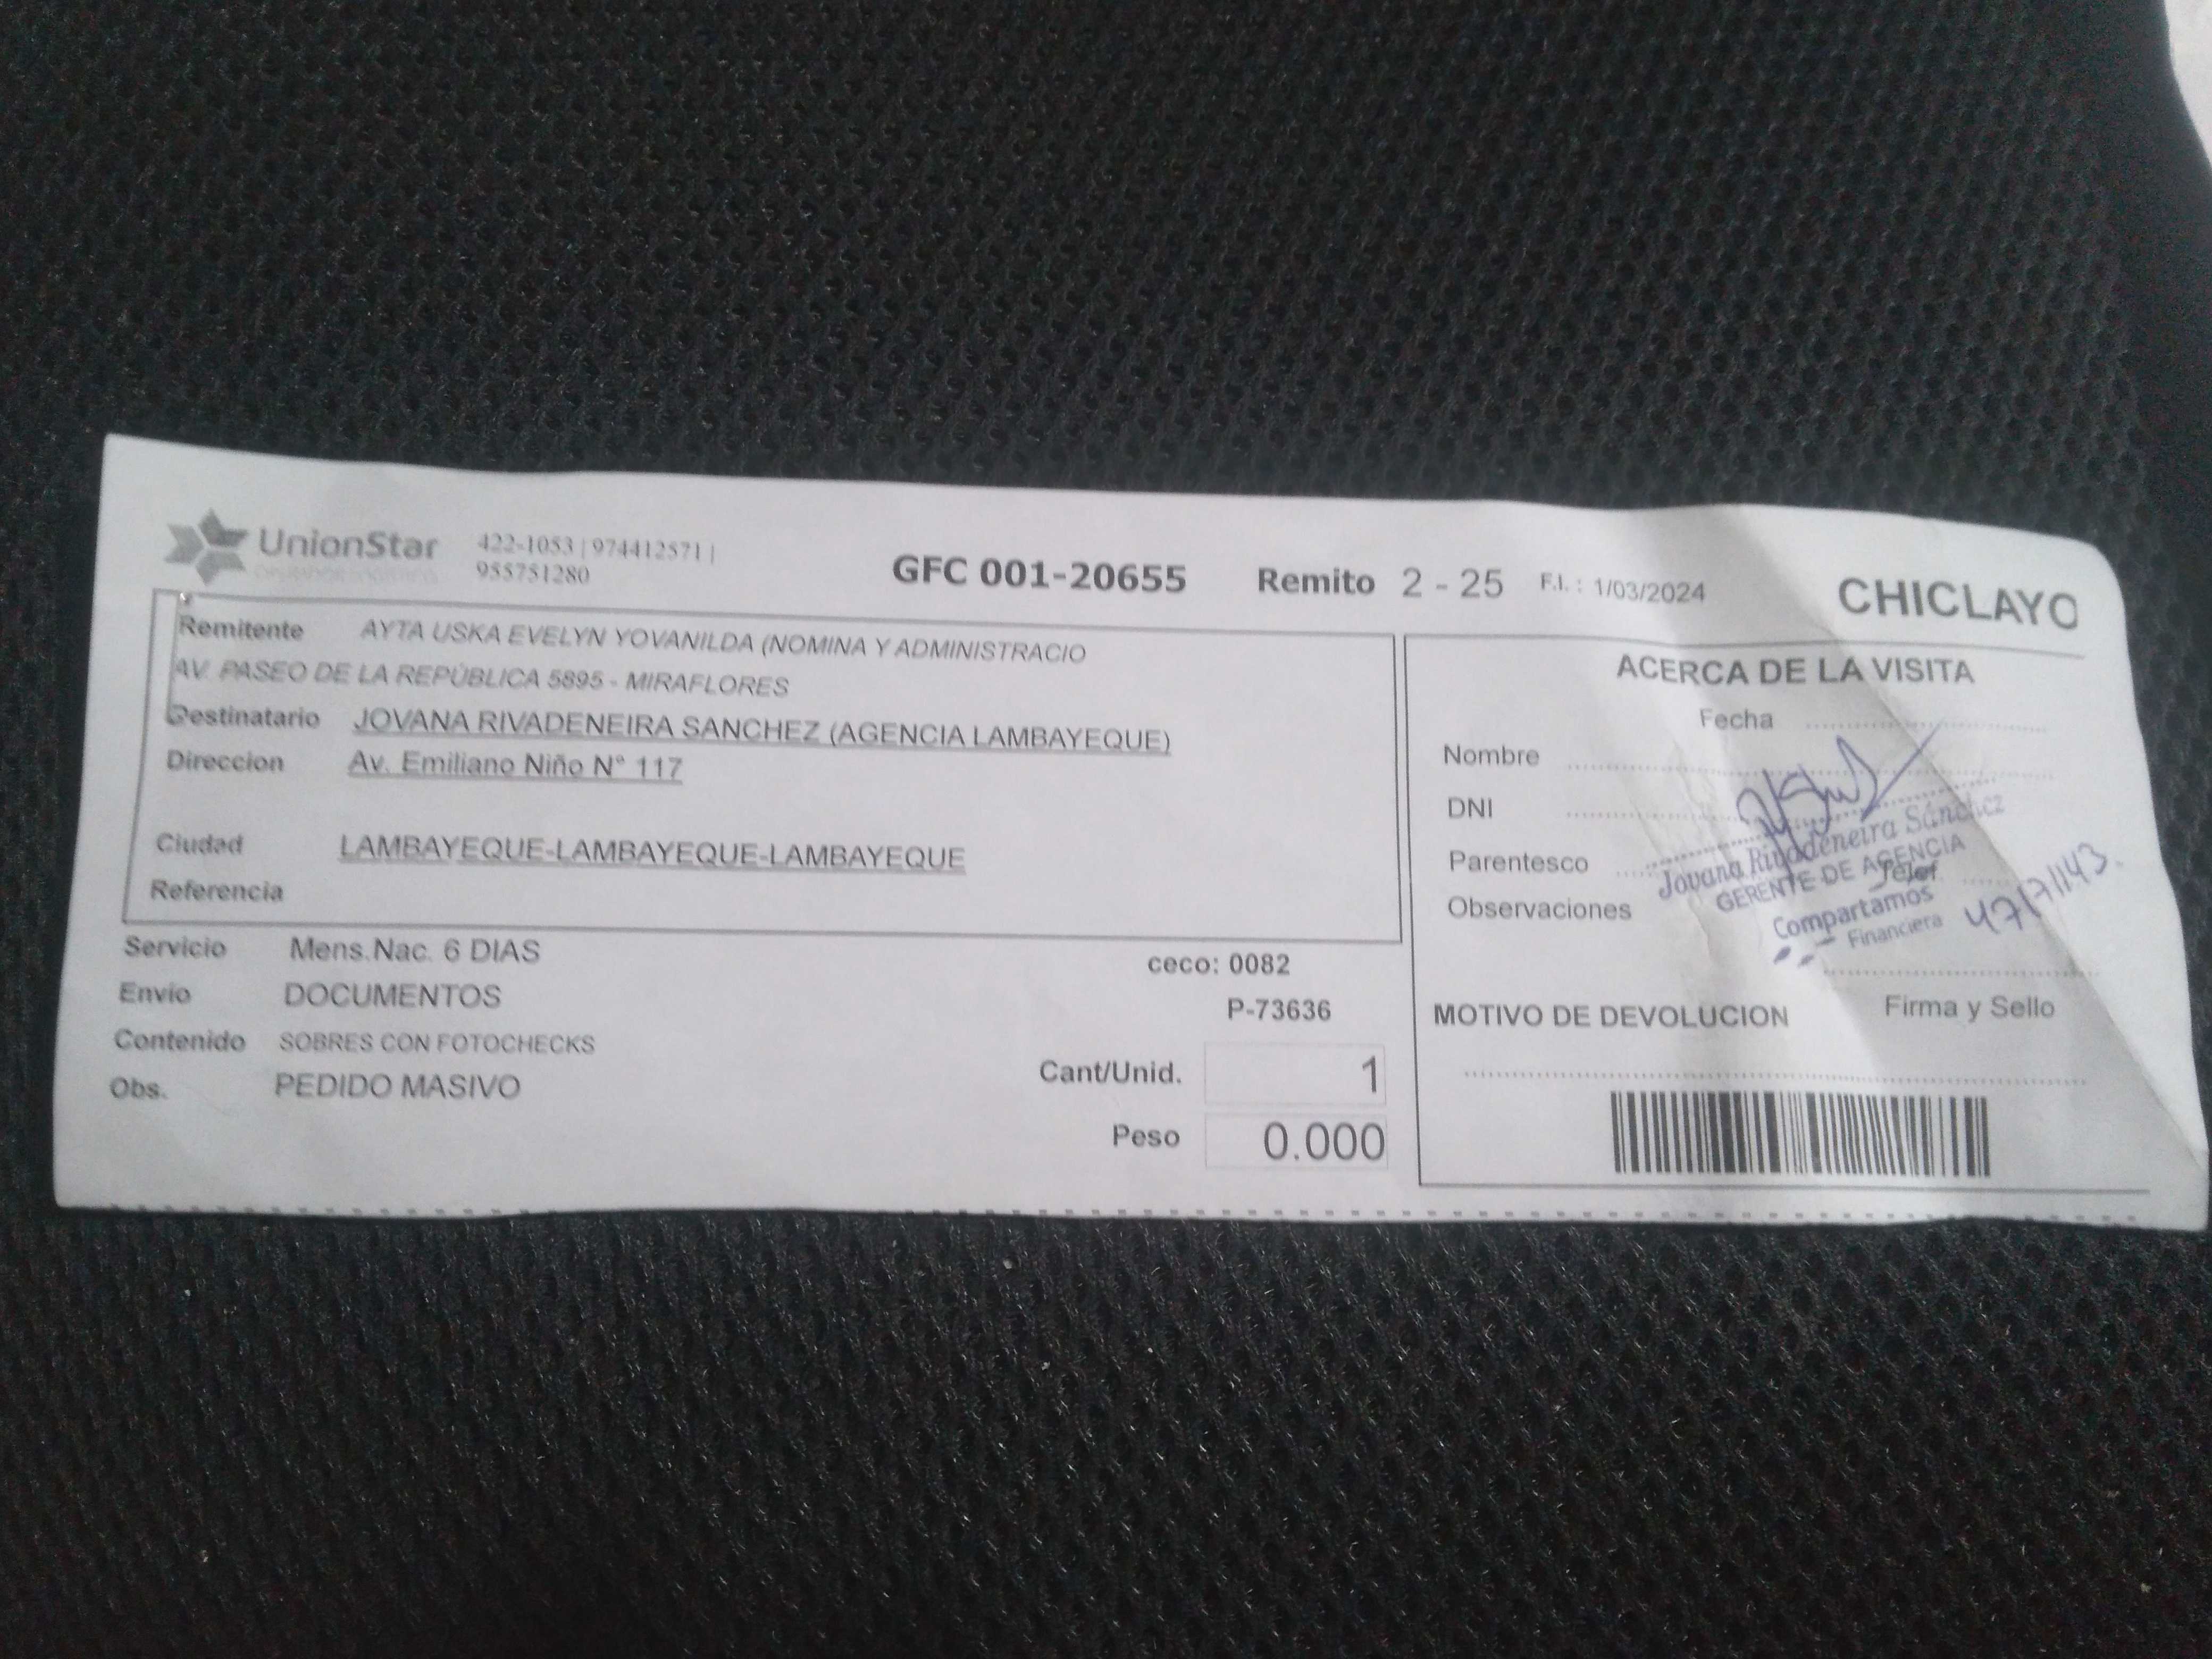 UnionStar
422-1053 | 974412571 |
955751280
GFC 001-20655 Remito 2 - 25 F.I. : 1/03/2024
CHICLAYO
Remitente AYTA USKA EVELYN YOVANILDA (NOMINA Y ADMINISTRACIO
AV. PASEO DE LA REPÚBLICA 5895 - MIRAFLORES
Destinatario JOVANA RIVADENEIRA SANCHEZ (AGENCIA LAMBAYEQUE)
Direccion Av. Emiliano Niño N° 117
Ciudad LAMBAYEQUE-LAMBAYEQUE-LAMBAYEQUE
Referencia
Servicio Mens.Nac. 6 DIAS
ceco: 0082
Envio DOCUMENTOS
P-73636
Contenido SOBRES CON FOTOCHECKS
Obs. PEDIDO MASIVO
Cant/Unid. 1
Peso 0.000
ACERCA DE LA VISITA
Fecha
Nombre
DNI
Parentesco
Telef.
Observaciones
Jovana Rivadeneira Sánchez
GERENTE DE AGENCIA
Compartamos
Financiera
47171143.
Firma y Sello
MOTIVO DE DEVOLUCION